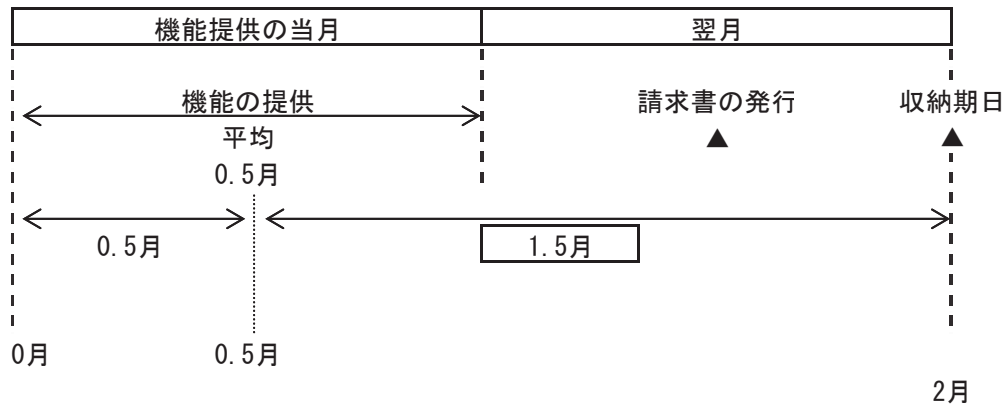 機能提供の当月 翌月
機能の提供 請求書の発行 収納期日
平均 ▲ ▲
0.5月
0.5月 1.5月
0月 0.5月
2月